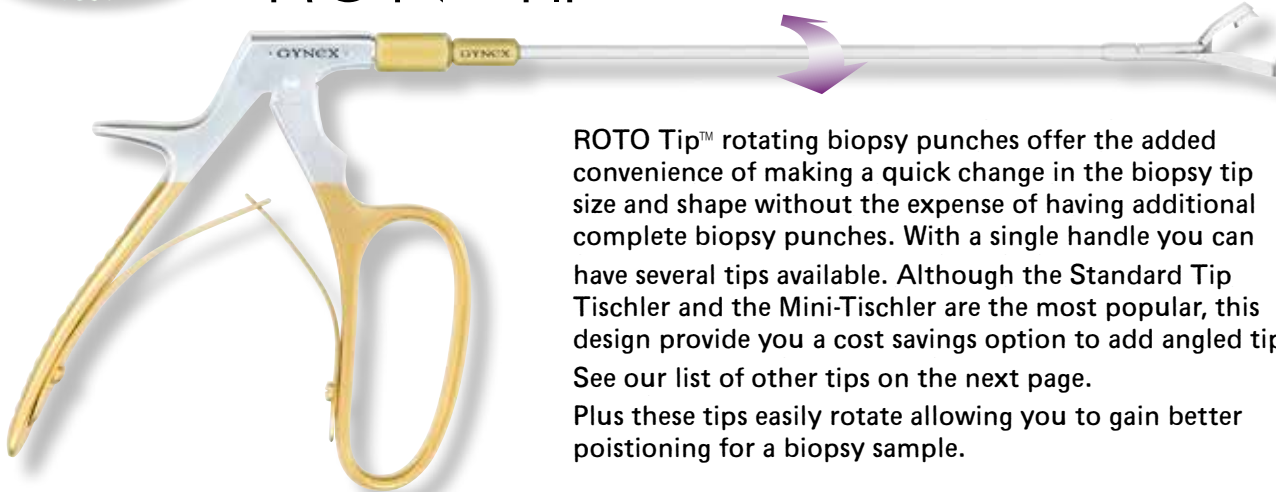 GYNEX
GYNEX
ROTO Tip™ rotating biopsy punches offer the added
convenience of making a quick change in the biopsy tip
size and shape without the expense of having additional
complete biopsy punches. With a single handle you can
have several tips available. Although the Standard Tip
Tischler and the Mini-Tischler are the most popular, this
design provide you a cost savings option to add angled tip
See our list of other tips on the next page.
Plus these tips easily rotate allowing you to gain better
poistioning for a biopsy sample.